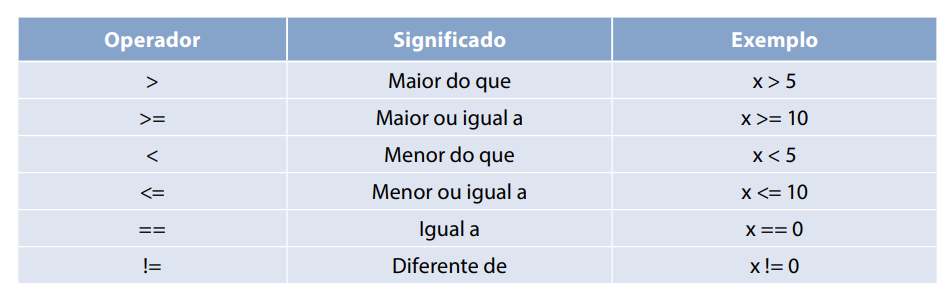 Operador Significado Exemplo
> Maior do que x > 5
>= Maior ou igual a x >= 10
< Menor do que x < 5
<= Menor ou igual a x <= 10
== Igual a x == 0
!= Diferente de x != 0